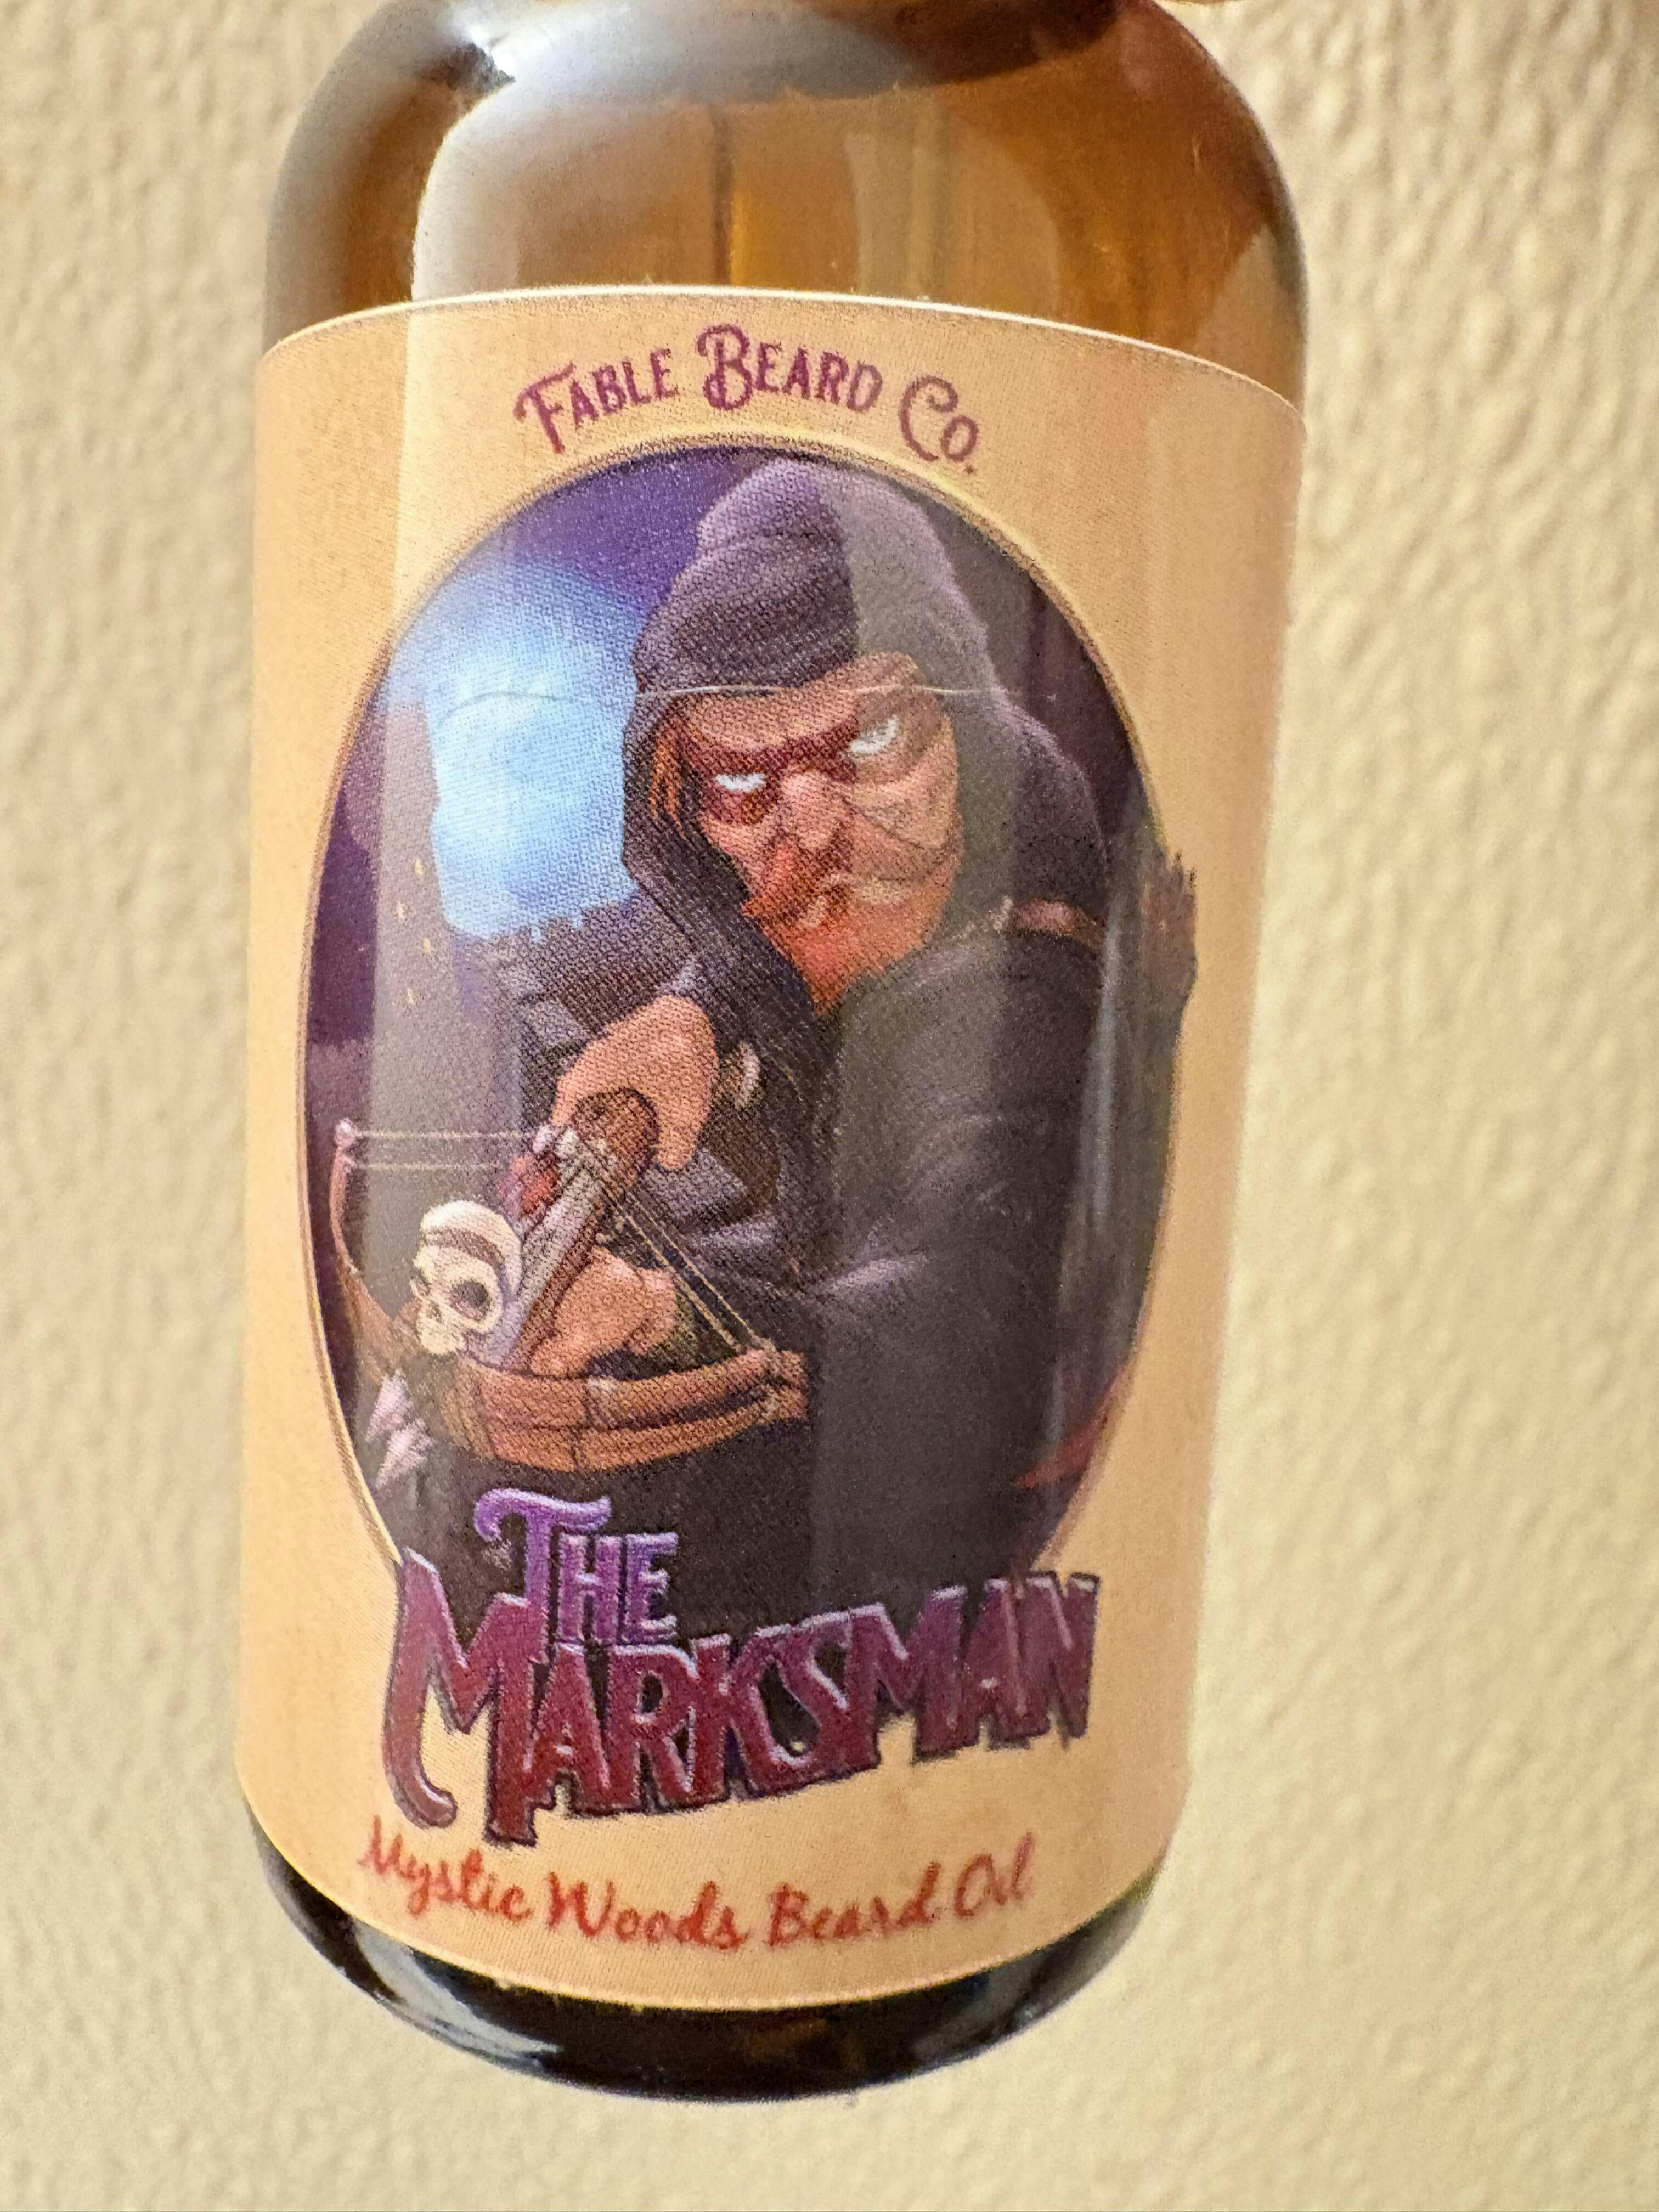 FABLE BEARD CO.
THE
MARKSMAN
Mystic Woods Beard Oil